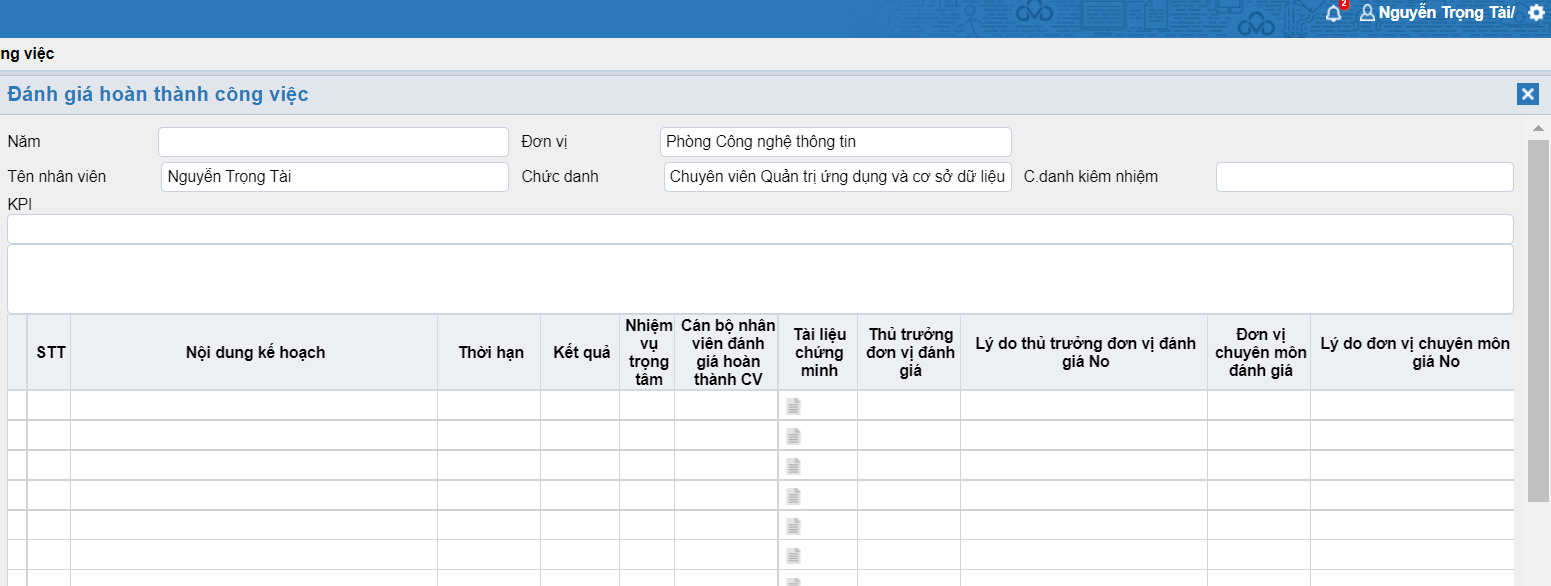 2
Nguyễn Trọng Tài/
ng việc
Đánh giá hoàn thành công việc
Năm
Đơn vị
Phòng Công nghệ thông tin
Tên nhân viên
Nguyễn Trọng Tài
Chức danh
Chuyên viên Quản trị ứng dụng và cơ sở dữ liệu
C.danh kiêm nhiệm
KPI
STT
Nội dung kế hoạch
Thời hạn
Kết quả
Nhiệm
vụ
trọng
tâm
Cán bộ nhân
viên đánh
giá hoàn
thành CV
Tài liệu
chứng
minh
Thủ trưởng
đơn vị đánh
giá
Lý do thủ trưởng đơn vị đánh
giá No
Đơn vị
chuyên môn
đánh giá
Lý do đơn vị chuyên môn
giá No